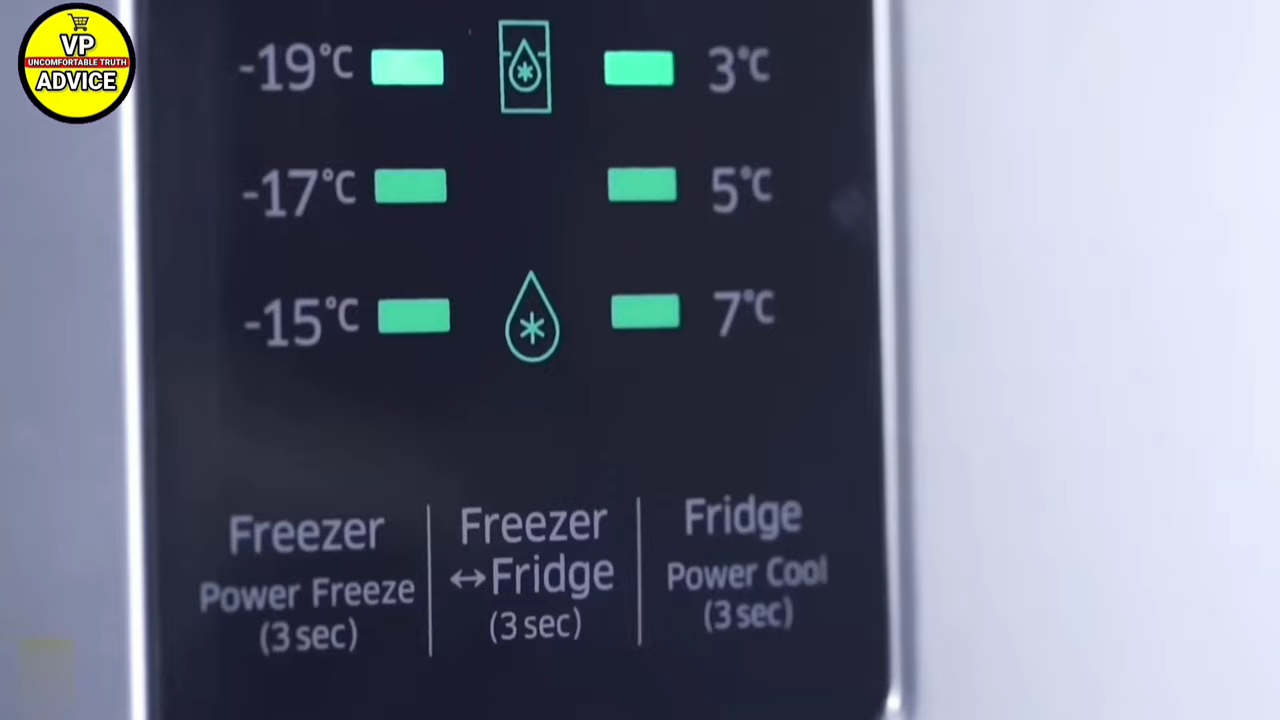 VP
UNCOMFORTABLE TRUTH
ADVICE
-19°C 3°C
-17°C 5°C
-15°C 7°C
Freezer
Power Freeze
(3 sec)
Freezer
↔Fridge
(3 sec)
Fridge
Power Cool
(3 sec)